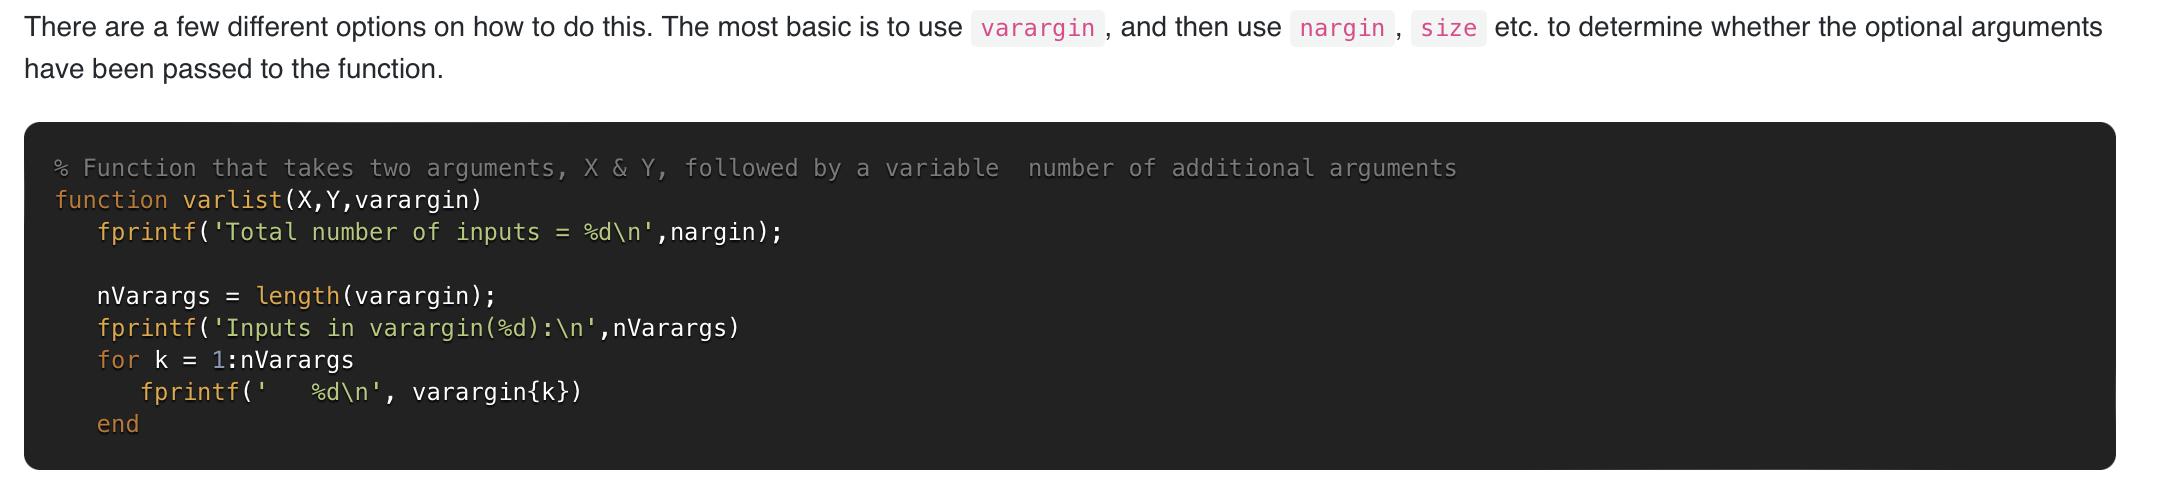 There are a few different options on how to do this. The most basic is to use varargin, and then use nargin, size etc. to determine whether the optional arguments
have been passed to the function.
% Function that takes two arguments, X & Y, followed by a variable  number of additional arguments
function varlist(X,Y,varargin)
   fprintf('Total number of inputs = %d\n',nargin);

   nVarargs = length(varargin);
   fprintf('Inputs in varargin(%d):\n',nVarargs)
   for k = 1:nVarargs
      fprintf('   %d\n', varargin{k})
   end